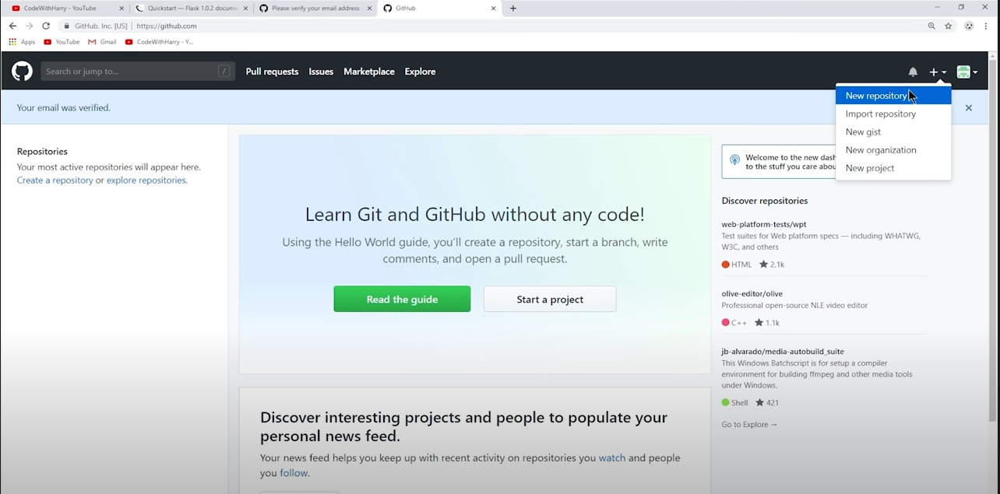 CodeWithHarry - YouTube
Quickstart — Flask 1.0.2 docume
Please verify your email address
GitHub
GitHub, Inc. [US] | https://github.com
Apps
YouTube
Gmail
CodeWithHarry - Y...
Search or jump to...
/
Pull requests
Issues
Marketplace
Explore
Your email was verified.
New repository
Import repository
New gist
New organization
New project
Repositories
Your most active repositories will appear here.
Create a repository or explore repositories.
Learn Git and GitHub without any code!
Using the Hello World guide, you’ll create a repository, start a branch, write
comments, and open a pull request.
Read the guide
Start a project
Discover interesting projects and people to populate your
personal news feed.
Your news feed helps you keep up with recent activity on repositories you watch and people
you follow.
Welcome to the new dash
to the stuff you care abou
Discover repositories
web-platform-tests/wpt
Test suites for Web platform specs — including WHATWG,
W3C, and others
HTML ★ 2.1k
olive-editor/olive
Professional open-source NLE video editor
C++ ★ 1.1k
jb-alvarado/media-autobuild_suite
This Windows Batchscript is for setup a compiler
environment for building ffmpeg and other media tools
under Windows.
Shell ★ 421
Go to Explore →